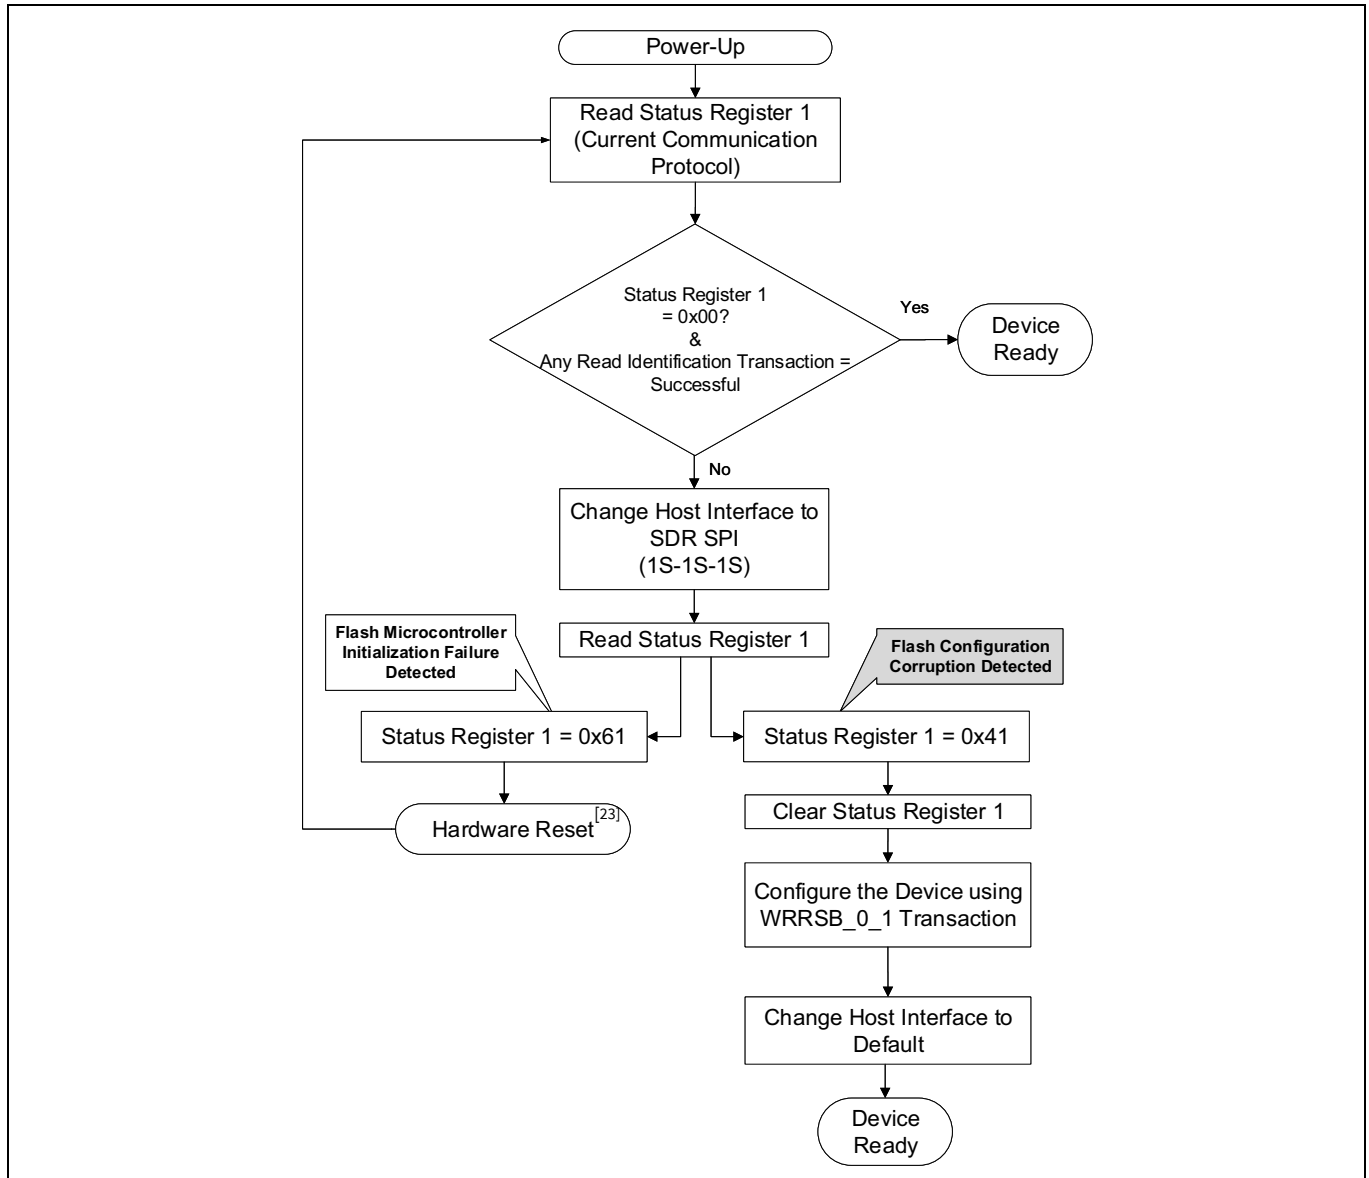 Power-Up
Read Status Register 1
(Current Communication
Protocol)
Status Register 1
= 0x00?
&
Any Read Identification Transaction =
Successful
Yes
Device
Ready
No
Change Host Interface to
SDR SPI
(1S-1S-1S)
Read Status Register 1
Flash Microcontroller
Initialization Failure
Detected
Flash Configuration
Corruption Detected
Status Register 1 = 0x61
Status Register 1 = 0x41
Hardware Reset[23]
Clear Status Register 1
Configure the Device using
WRRSB_0_1 Transaction
Change Host Interface to
Default
Device
Ready